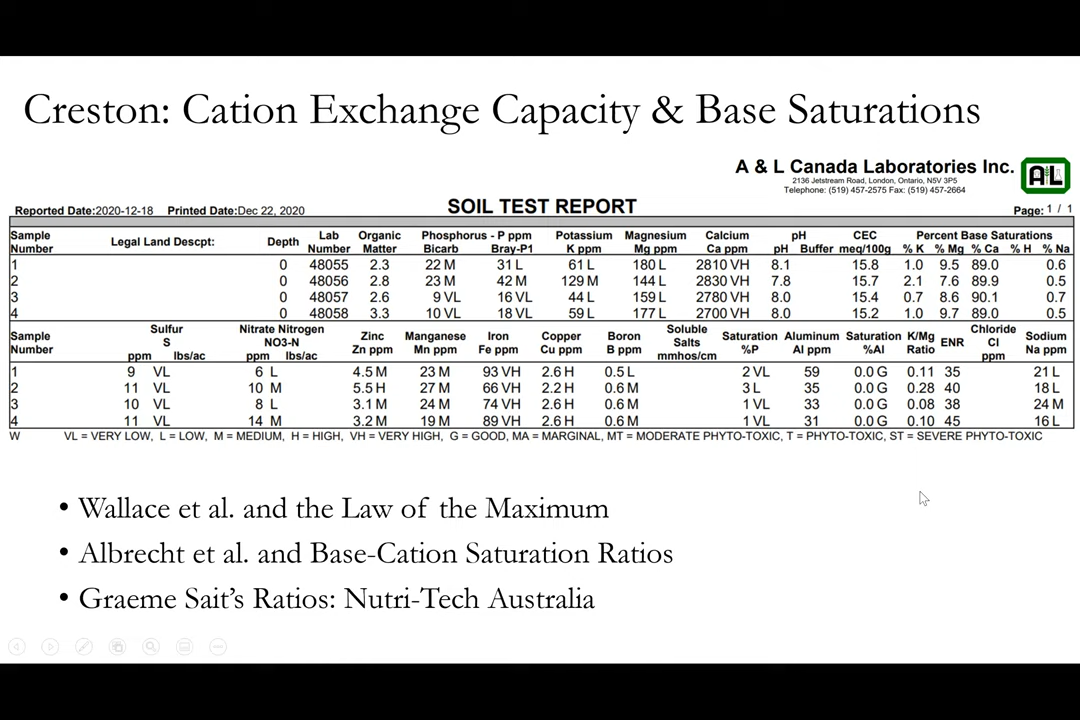 Creston: Cation Exchange Capacity & Base Saturations
A & L Canada Laboratories Inc.
2136 Jetstream Road, London, Ontario, N5V 3P5
Telephone: (519) 457-2575 Fax: (519) 457-2664
AL
Reported Date:2020-12-18 Printed Date:Dec 22, 2020 SOIL TEST REPORT Page: 1 / 1
Sample Number Legal Land Descpt: Depth Lab Number Organic Matter Phosphorus - P ppm Bicarb Bray-P1 Potassium K ppm Magnesium Mg ppm Calcium Ca ppm pH pH Buffer CEC meq/100g Percent Base Saturations % K % Mg % Ca % H % Na
1 0 48055 2.3 22 M 31 L 61 L 180 L 2810 VH 8.1 15.8 1.0 9.5 89.0 0.6
2 0 48056 2.8 23 M 42 M 129 M 144 L 2830 VH 7.8 15.7 2.1 7.6 89.9 0.5
3 0 48057 2.6 9 VL 16 VL 44 L 159 L 2780 VH 8.0 15.4 0.7 8.6 90.1 0.7
4 0 48058 3.3 10 VL 18 VL 59 L 177 L 2700 VH 8.0 15.2 1.0 9.7 89.0 0.5
Sample Number Sulfur S ppm lbs/ac Nitrate Nitrogen NO3-N ppm lbs/ac Zinc Zn ppm Manganese Mn ppm Iron Fe ppm Copper Cu ppm Boron B ppm Soluble Salts mmhos/cm Saturation %P Aluminum Al ppm Saturation %Al K/Mg Ratio ENR Chloride Cl ppm Sodium Na ppm
1 9 VL 6 L 4.5 M 23 M 93 VH 2.6 H 0.5 L 2 VL 59 0.0 G 0.11 35 21 L
2 11 VL 10 M 5.5 H 27 M 66 VH 2.2 H 0.6 M 3 L 35 0.0 G 0.28 40 18 L
3 10 VL 8 L 3.1 M 24 M 74 VH 2.6 H 0.6 M 1 VL 33 0.0 G 0.08 38 24 M
4 11 VL 14 M 3.2 M 19 M 89 VH 2.6 H 0.6 M 1 VL 31 0.0 G 0.10 45 16 L
W VL = VERY LOW, L = LOW, M = MEDIUM, H = HIGH, VH = VERY HIGH, G = GOOD, MA = MARGINAL, MT = MODERATE PHYTO-TOXIC, T = PHYTO-TOXIC, ST = SEVERE PHYTO-TOXIC
• Wallace et al. and the Law of the Maximum
• Albrecht et al. and Base-Cation Saturation Ratios
• Graeme Sait's Ratios: Nutri-Tech Australia